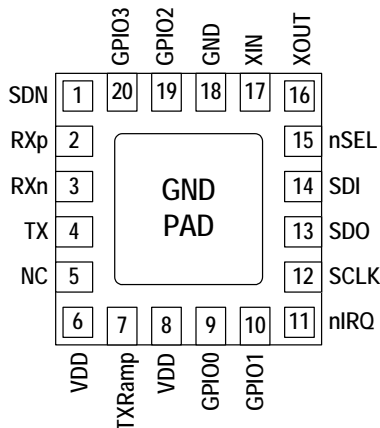 GPIO3
GPIO2
GND
XIN
XOUT
SDN 1 20 19 18 17 16
RXp 2 15 nSEL
RXn 3 14 SDI
GND
PAD
TX 4 13 SDO
NC 5 12 SCLK
6 7 8 9 10 11 nIRQ
VDD
TXRamp
VDD
GPIO0
GPIO1